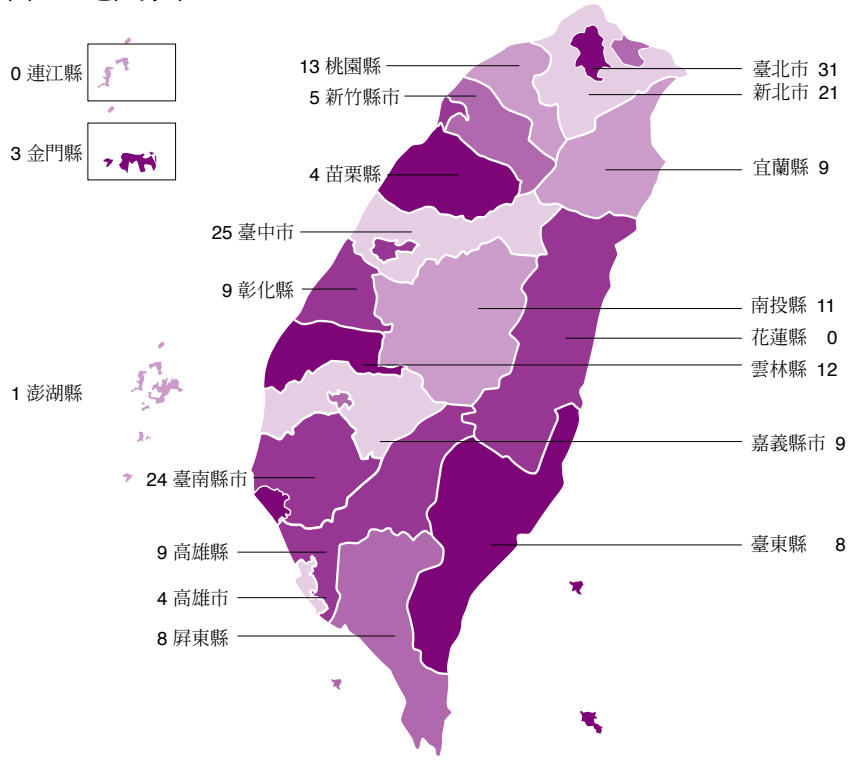 0 連江縣
3 金門縣
13 桃園縣
5 新竹縣市
4 苗栗縣
25 臺中市
9 彰化縣
1 澎湖縣
24 臺南縣市
9 高雄縣
4 高雄市
8 屏東縣
臺北市 31
新北市 21
宜蘭縣 9
南投縣 11
花蓮縣 0
雲林縣 12
嘉義縣市 9
臺東縣 8